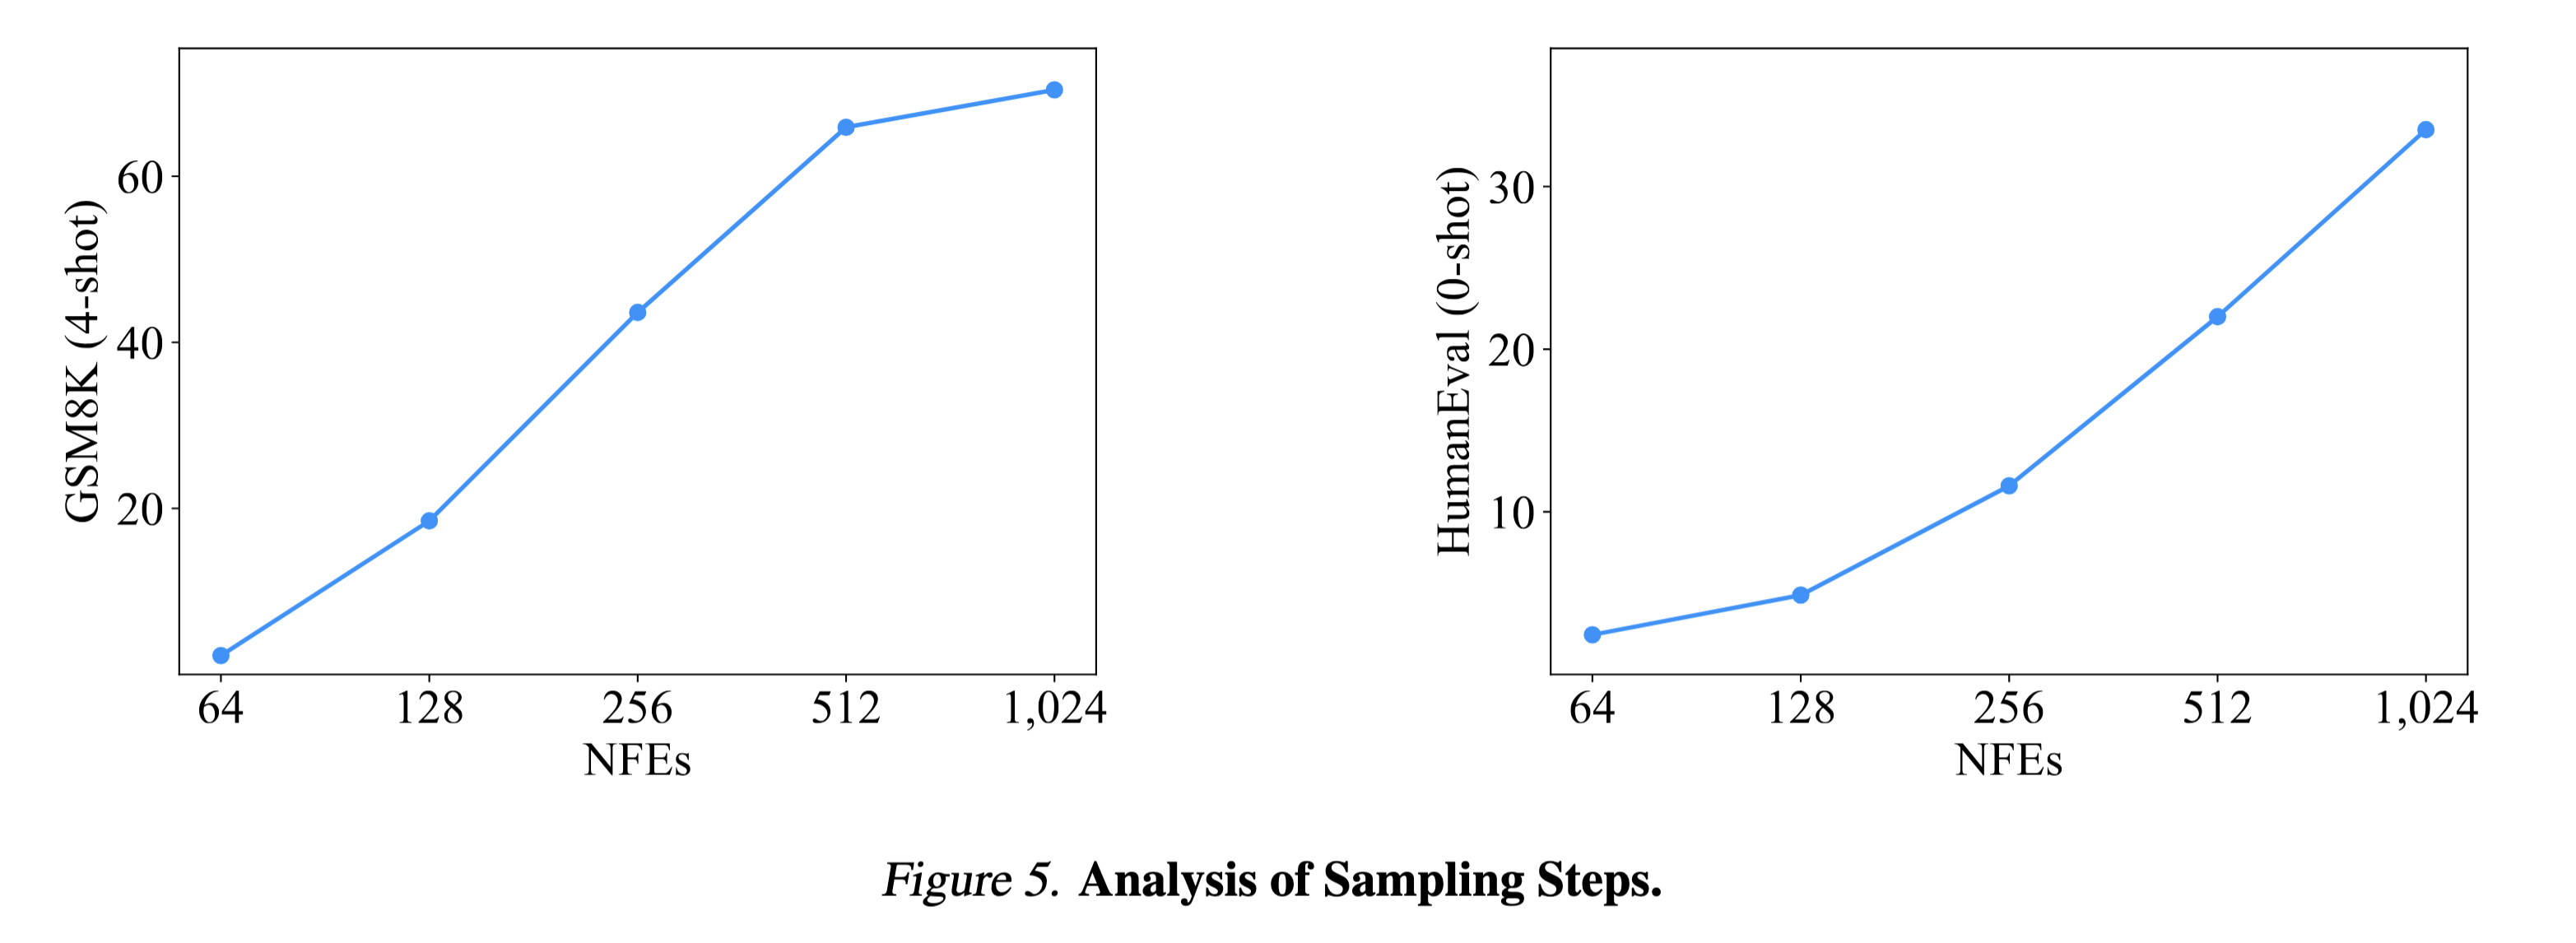 GSM8K (4-shot)
60
40
20
64 128 256 512 1,024
NFEs
HumanEval (0-shot)
30
20
10
64 128 256 512 1,024
NFEs
Figure 5. Analysis of Sampling Steps.